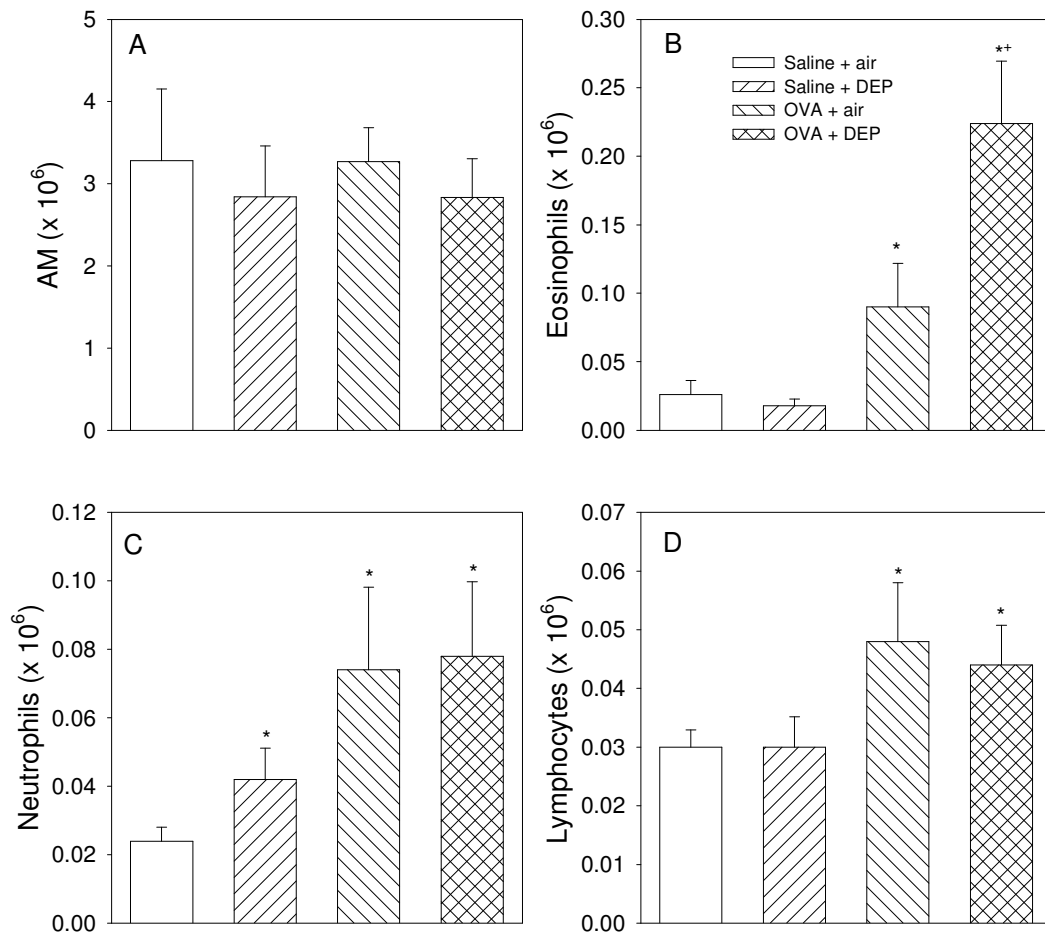 A
5
4
3
2
1
0
AM (x 10⁶)
B
0.30
0.25
0.20
0.15
0.10
0.05
0.00
Eosinophils (x 10⁶)
Saline + air
Saline + DEP
OVA + air
OVA + DEP
*
*+
C
0.12
0.10
0.08
0.06
0.04
0.02
0.00
Neutrophils (x 10⁶)
*
*
*
D
0.07
0.06
0.05
0.04
0.03
0.02
0.01
0.00
Lymphocytes (x 10⁶)
*
*